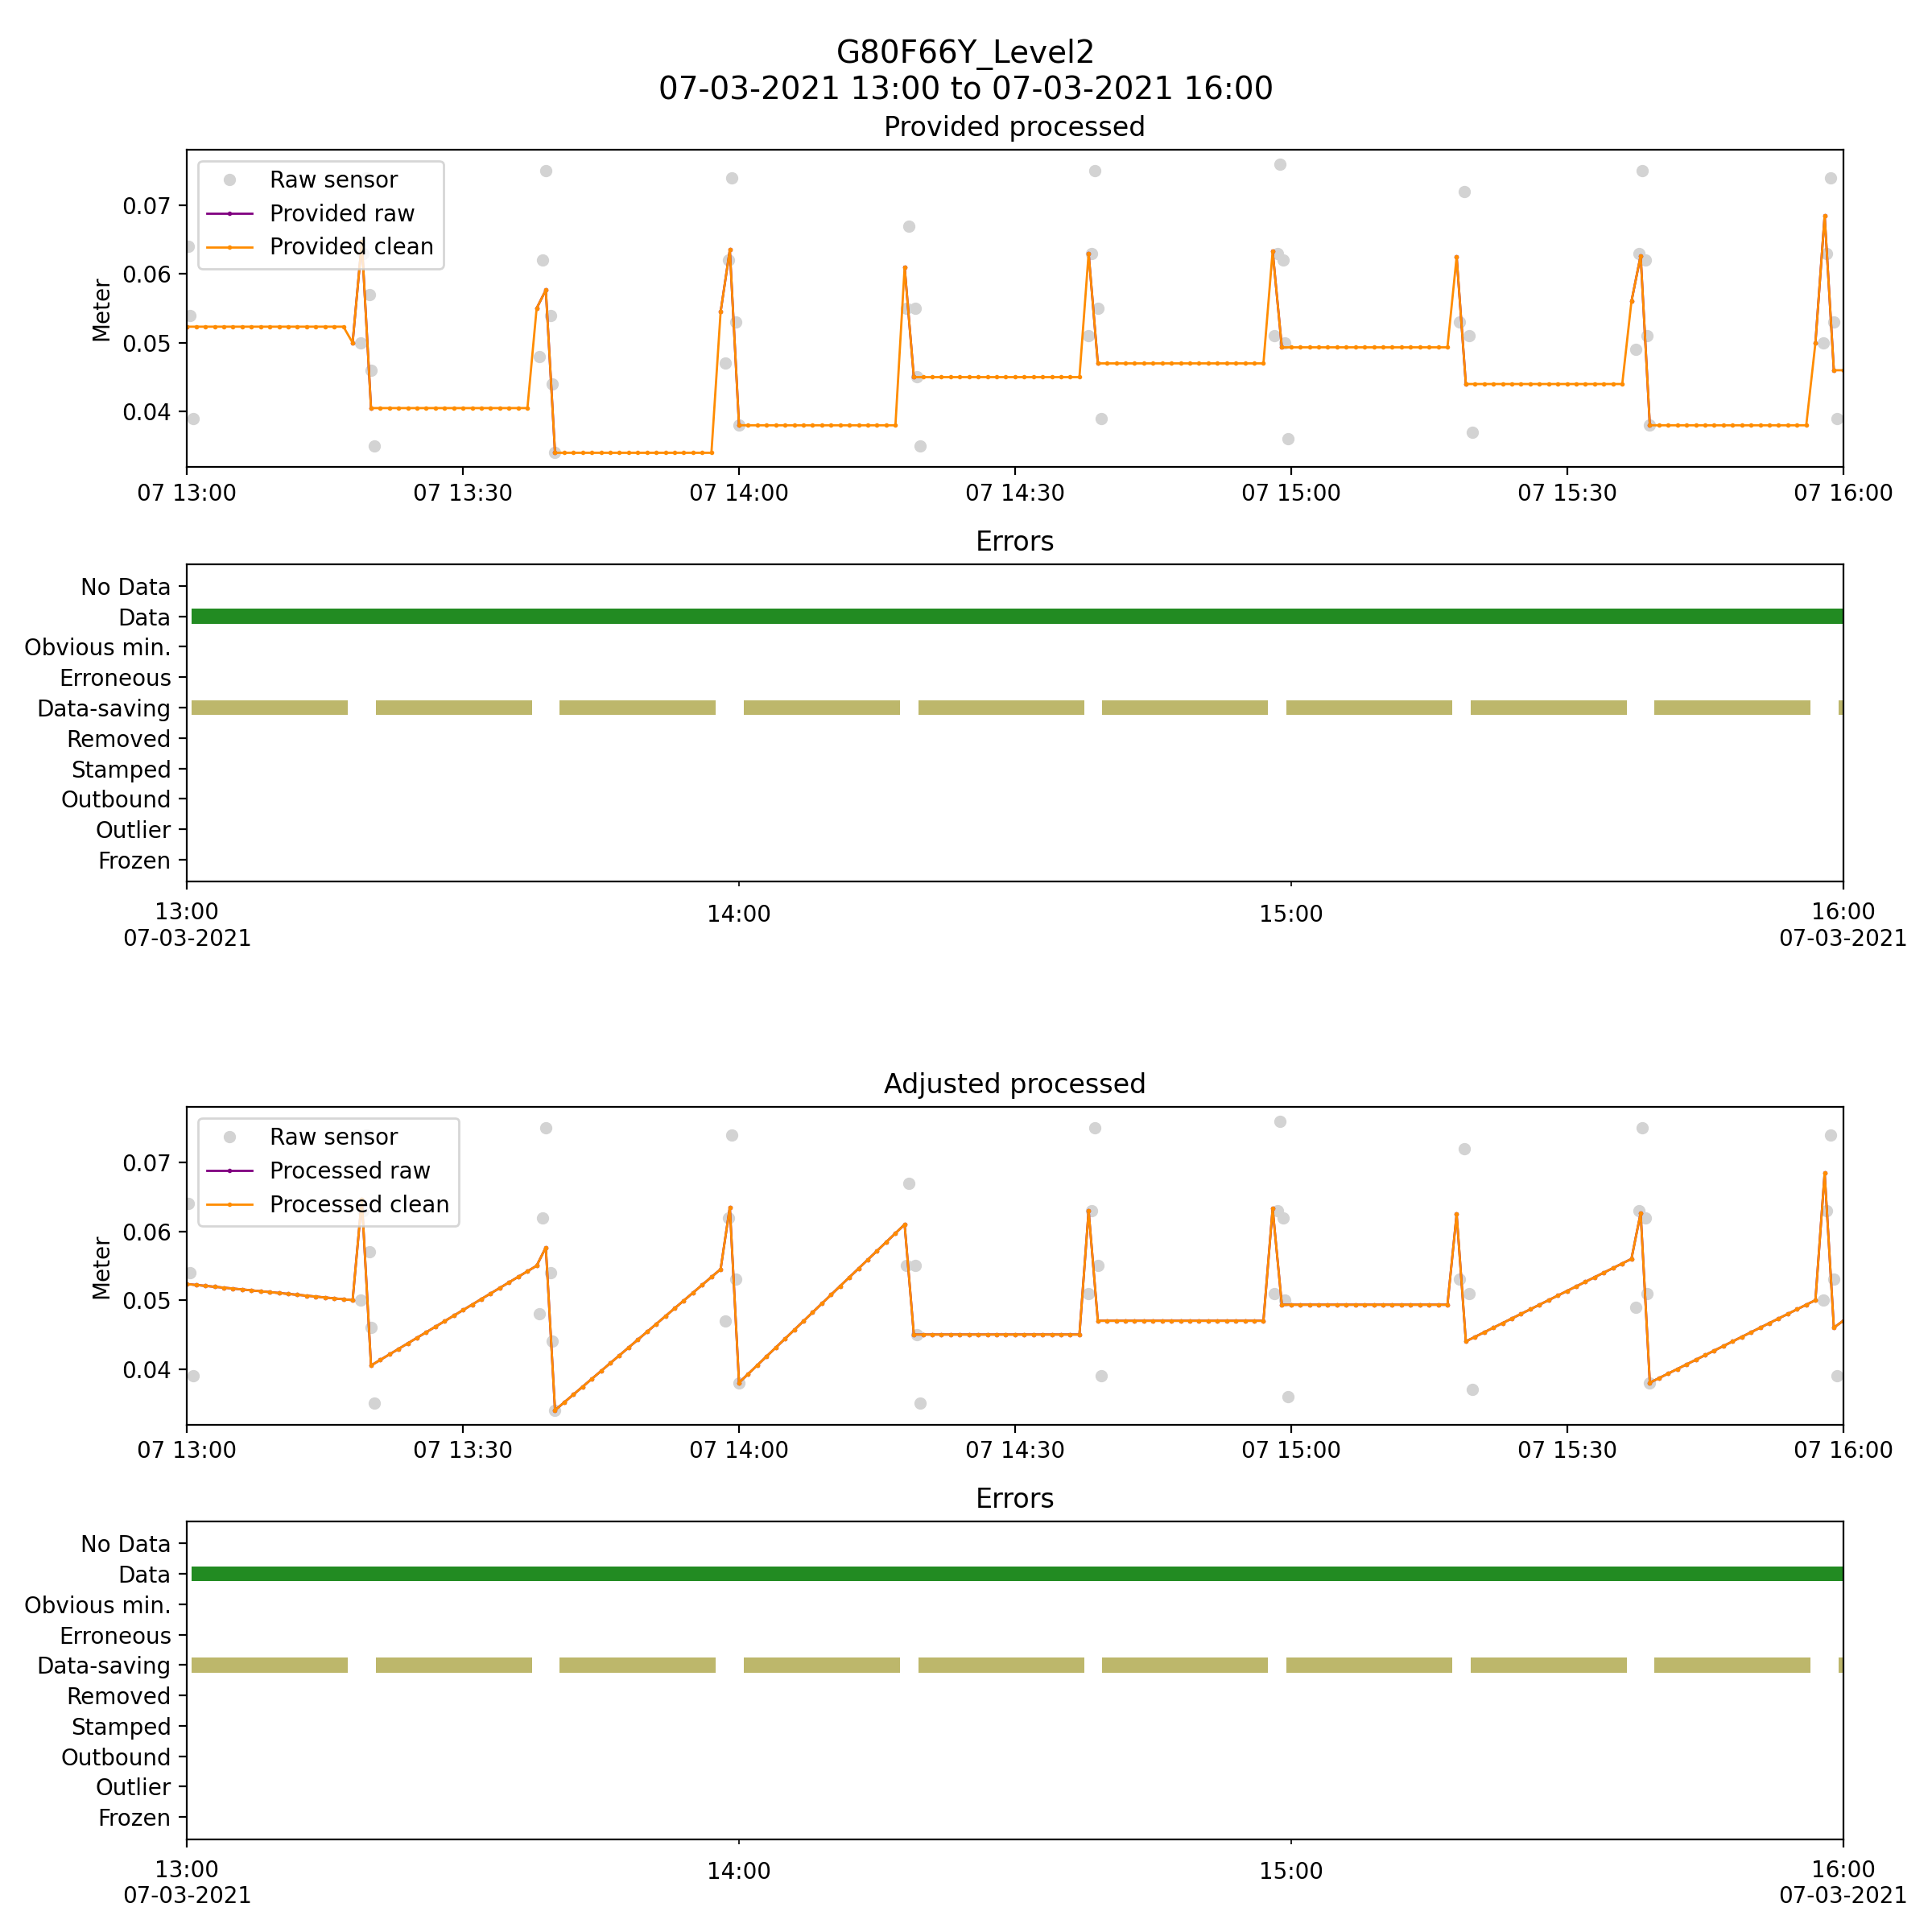 G80F66Y_Level2
07-03-2021 13:00 to 07-03-2021 16:00
Provided processed
Raw sensor
Provided raw
Provided clean
Meter
0.07
0.06
0.05
0.04
07 13:00 07 13:30 07 14:00 07 14:30 07 15:00 07 15:30 07 16:00
Errors
No Data
Data
Obvious min.
Erroneous
Data-saving
Removed
Stamped
Outbound
Outlier
Frozen
13:00 14:00 15:00 16:00
07-03-2021 07-03-2021
Adjusted processed
Raw sensor
Processed raw
Processed clean
Meter
0.07
0.06
0.05
0.04
07 13:00 07 13:30 07 14:00 07 14:30 07 15:00 07 15:30 07 16:00
Errors
No Data
Data
Obvious min.
Erroneous
Data-saving
Removed
Stamped
Outbound
Outlier
Frozen
13:00 14:00 15:00 16:00
07-03-2021 07-03-2021